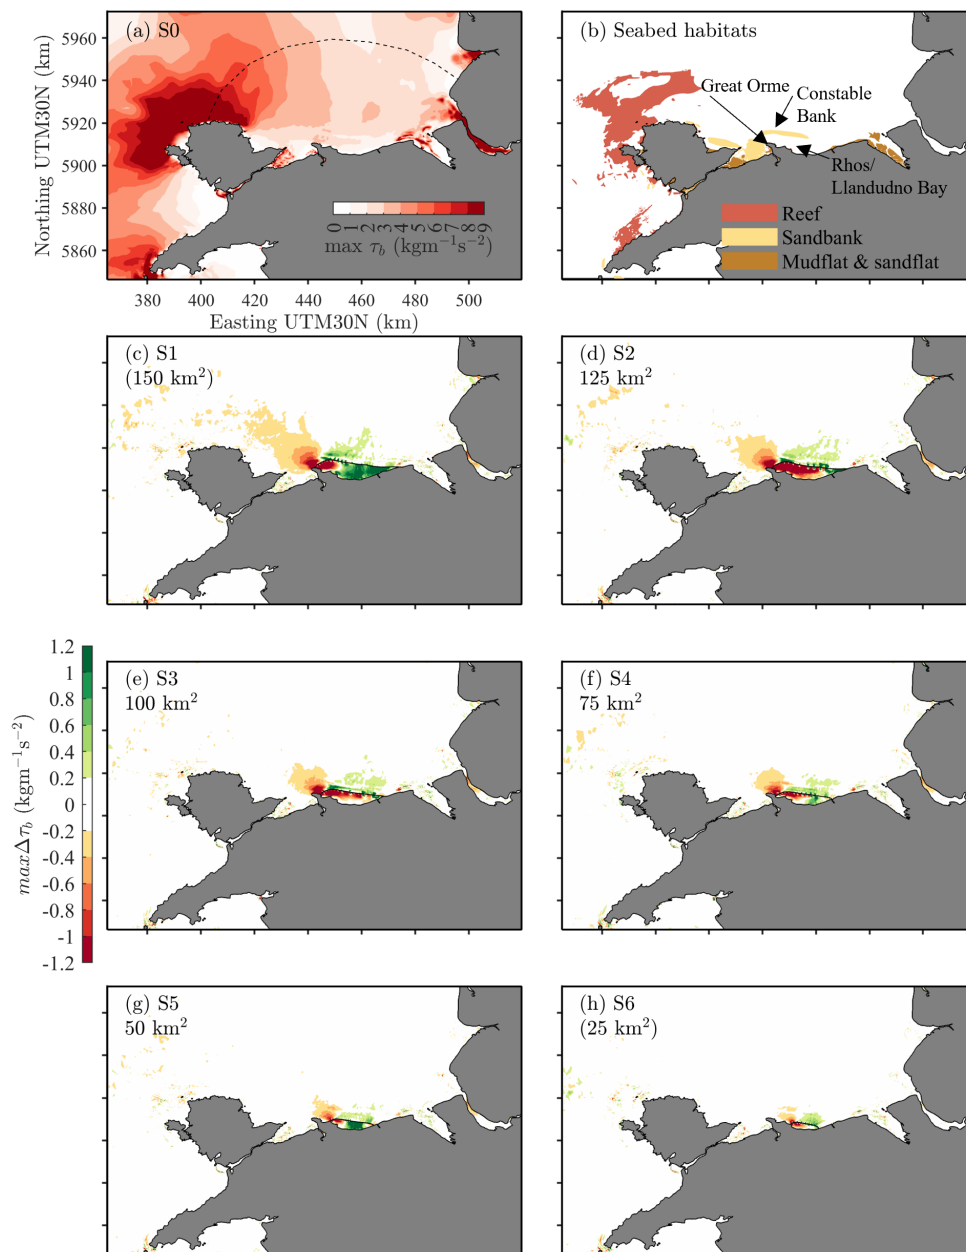 (a) S0
5960
5940
5920
5900
5880
5860
Northing UTM30N (km)
0 1 2 3 4 5 6 7 8 9
max τb (kgm−1s−2)
380 400 420 440 460 480 500
Easting UTM30N (km)
(b) Seabed habitats
Great Orme
Constable
Bank
Rhos/
Llandudno Bay
Reef
Sandbank
Mudflat & sandflat
(c) S1
(150 km²)
(d) S2
125 km²
1.2
1
0.8
0.6
0.4
0.2
0
-0.2
-0.4
-0.6
-0.8
-1
-1.2
maxΔτb (kgm−1s−2)
(e) S3
100 km²
(f) S4
75 km²
(g) S5
50 km²
(h) S6
(25 km²)